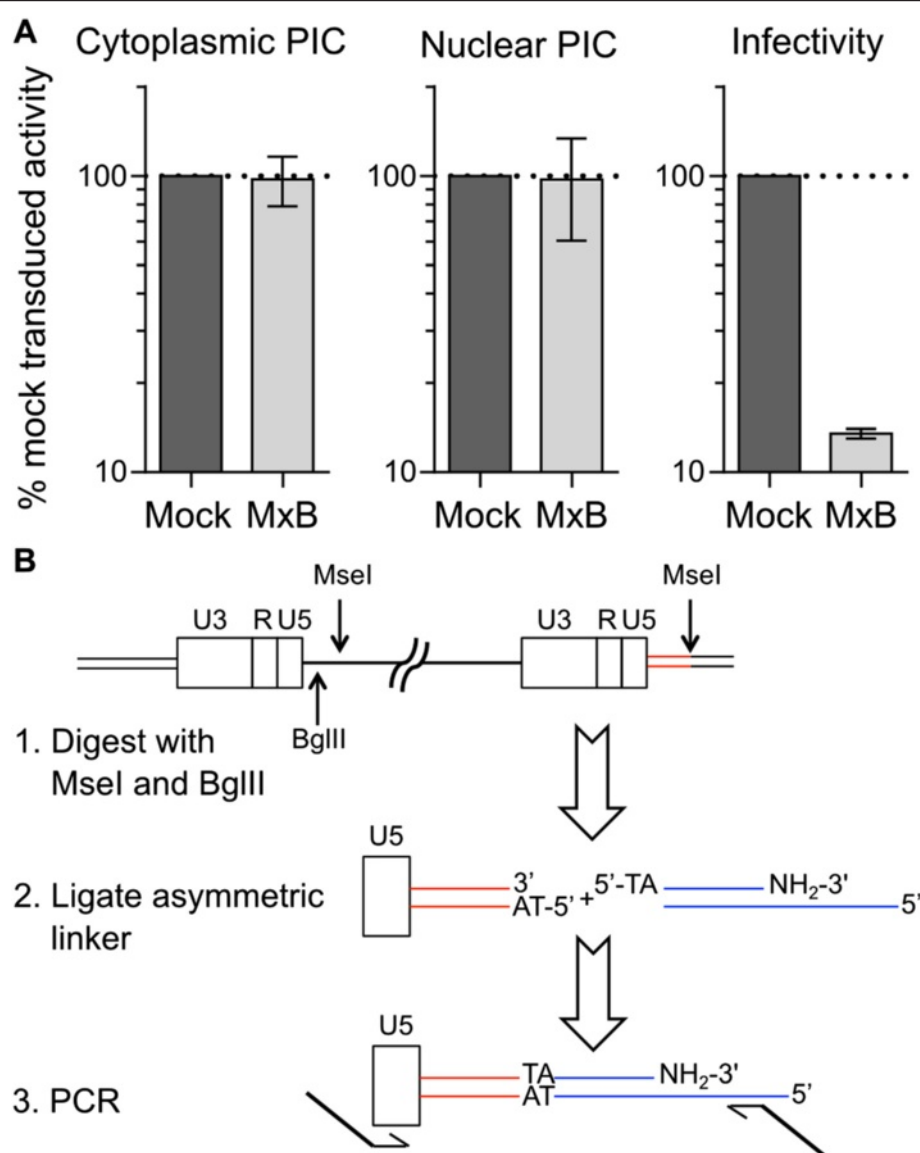 A
Cytoplasmic PIC
Nuclear PIC
Infectivity
% mock transduced activity
100
10
Mock MxB
100
10
Mock MxB
100
10
Mock MxB
B
MseI
MseI
U3 R U5
U3 R U5
BglII
1. Digest with
MseI and BglII
U5
2. Ligate asymmetric
linker
3' 5'-TA NH₂-3'
AT-5' + 5'
U5
3. PCR
TA NH₂-3'
AT 5'